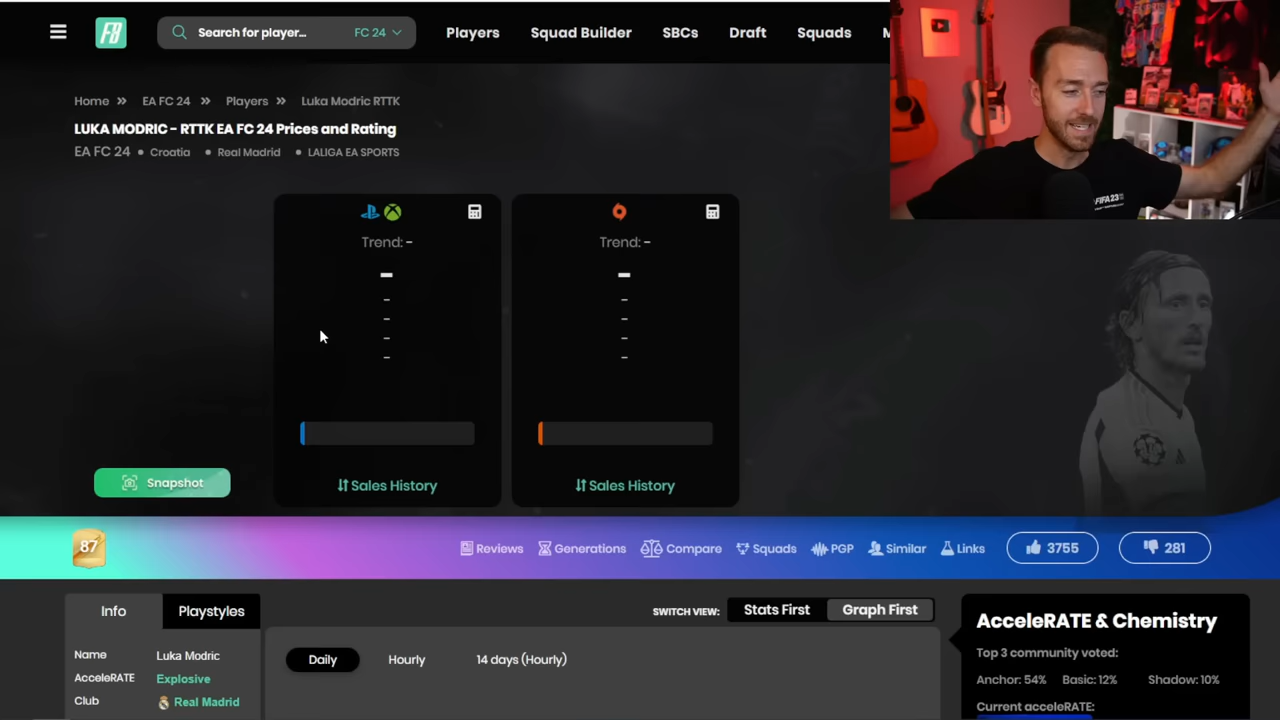 FB
Search for player...
FC 24
Players
Squad Builder
SBCs
Draft
Squads
M
Home » EA FC 24 » Players » Luka Modric RTTK
LUKA MODRIC - RTTK EA FC 24 Prices and Rating
EA FC 24 • Croatia • Real Madrid • LALIGA EA SPORTS
Trend: -
-
-
-
-
-
Sales History
Trend: -
-
-
-
-
-
Sales History
FIFA 23
Snapshot
87
Reviews
Generations
Compare
Squads
PGP
Similar
Links
3755
281
Info
Playstyles
SWITCH VIEW:
Stats First
Graph First
Name Luka Modric
AcceleRATE Explosive
Club Real Madrid
Daily
Hourly
14 days (Hourly)
AcceleRATE & Chemistry
Top 3 community voted:
Anchor: 54% Basic: 12% Shadow: 10%
Current acceleRATE: